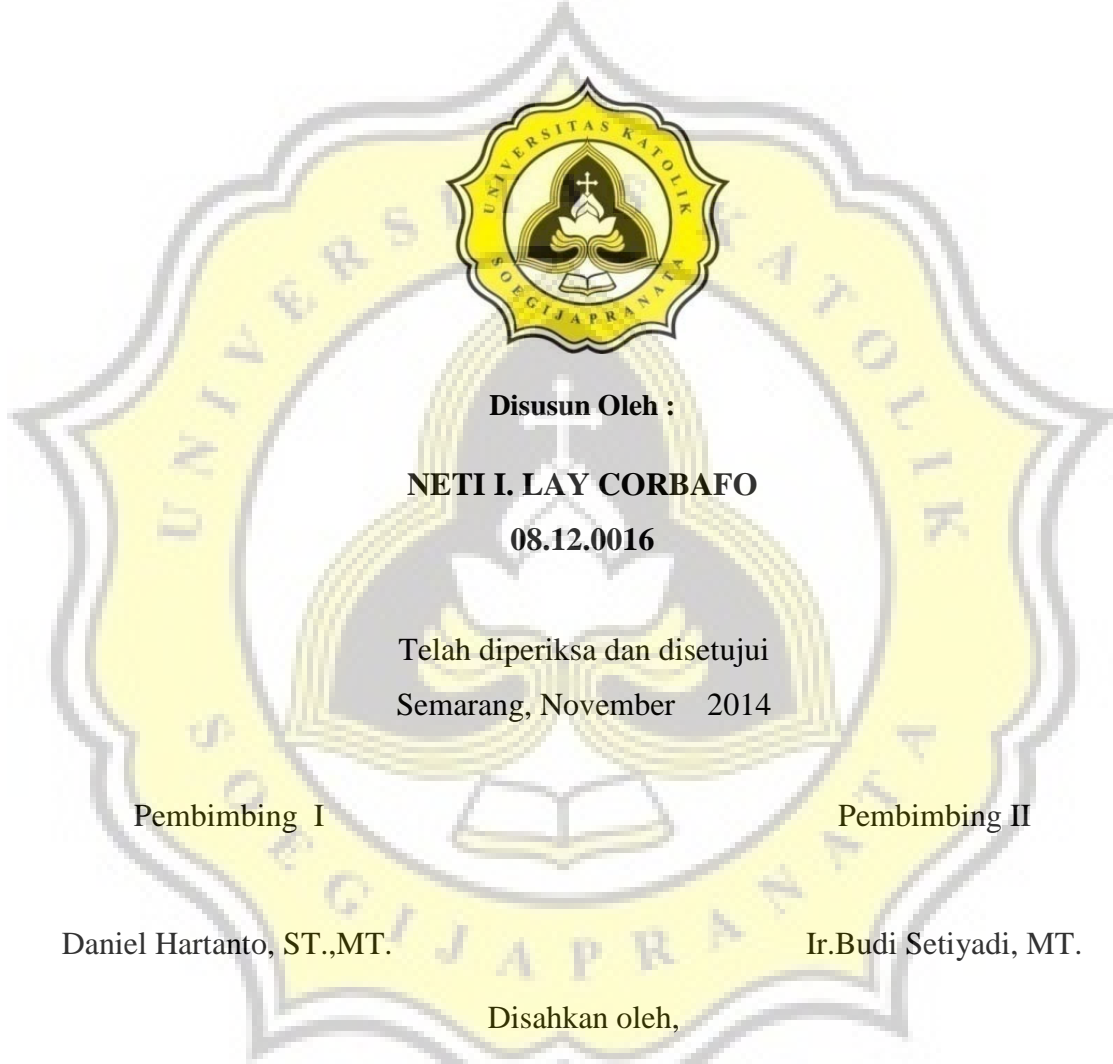 UNIVERSITAS KATOLIK
SOEGIJAPRANATA
Disusun Oleh :
NETI I. LAY CORBAFO
08.12.0016
Telah diperiksa dan disetujui
Semarang, November 2014
Pembimbing I Pembimbing II
Daniel Hartanto, ST.,MT. Ir.Budi Setiyadi, MT.
Disahkan oleh,